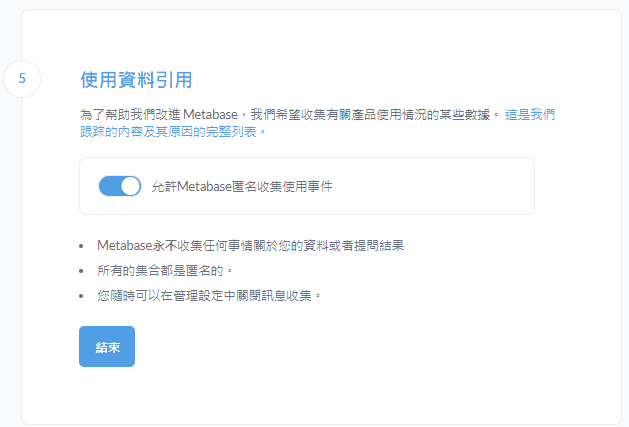 5
使用資料引用
為了幫助我們改進 Metabase，我們希望收集有關產品使用情況的某些數據。 這是我們
跟踪的內容及其原因的完整列表。
允許Metabase匿名收集使用事件
Metabase永不收集任何事情關於您的資料或者提問結果
所有的集合都是匿名的。
您隨時可以在管理設定中關閉訊息收集。
結束